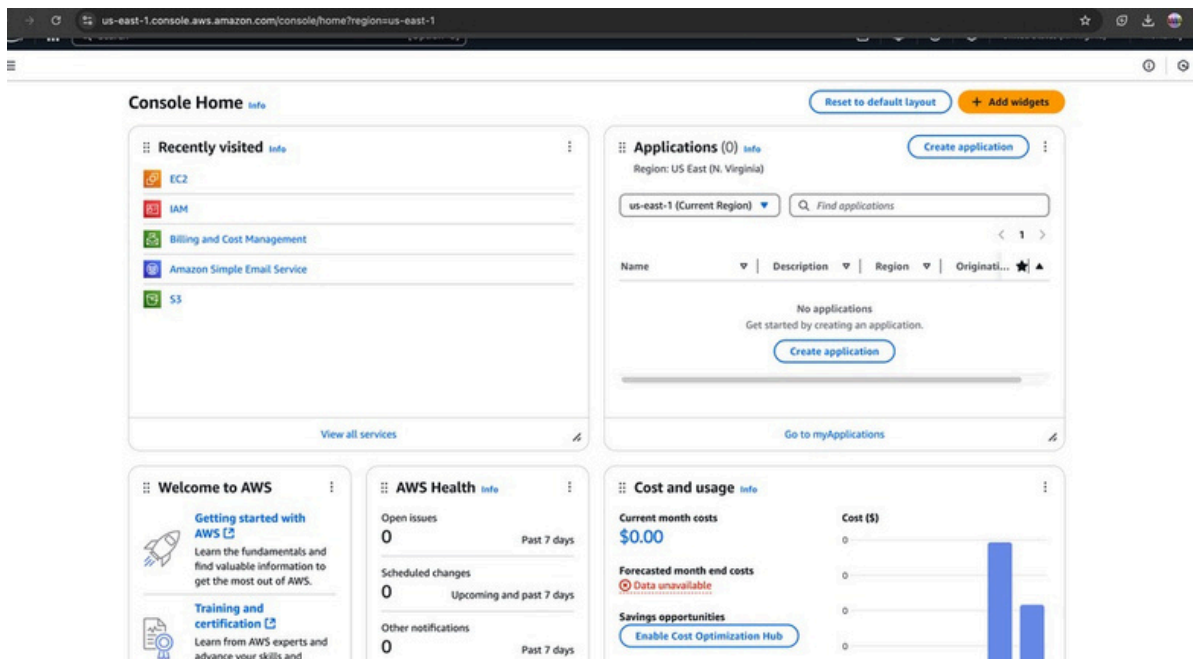 us-east-1.console.aws.amazon.com/console/home?region=us-east-1
Console Home Info
Reset to default layout
+ Add widgets
Recently visited Info
EC2
IAM
Billing and Cost Management
Amazon Simple Email Service
S3
View all services
Applications (0) Info
Create application
Region: US East (N. Virginia)
us-east-1 (Current Region)
Find applications
1
Name Description Region Originati...
No applications
Get started by creating an application.
Create application
Go to myApplications
Welcome to AWS
Getting started with
AWS
Learn the fundamentals and
find valuable information to
get the most out of AWS.
Training and
certification
Learn from AWS experts and
advance your skills and
AWS Health Info
Open issues
0 Past 7 days
Scheduled changes
0 Upcoming and past 7 days
Other notifications
0 Past 7 days
Cost and usage Info
Current month costs
$0.00
Forecasted month end costs
Data unavailable
Savings opportunities
Enable Cost Optimization Hub
Cost ($)
0
0
0
0